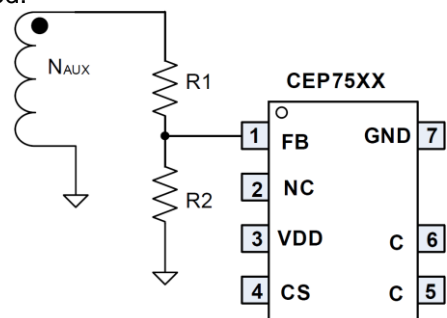 NAUX
R1
R2
CEP75XX
1 FB GND 7
2 NC
3 VDD C 6
4 CS C 5